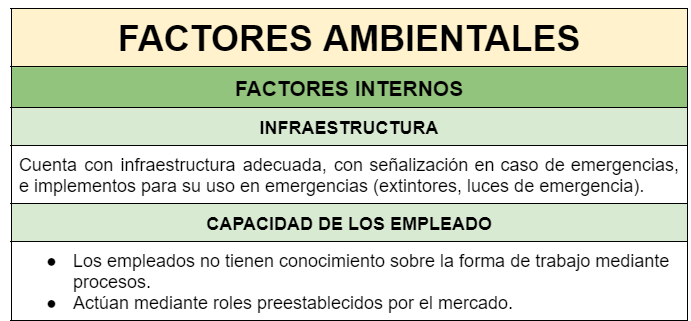 FACTORES AMBIENTALES
FACTORES INTERNOS
INFRAESTRUCTURA
Cuenta con infraestructura adecuada, con señalización en caso de emergencias,
e implementos para su uso en emergencias (extintores, luces de emergencia).
CAPACIDAD DE LOS EMPLEADO
● Los empleados no tienen conocimiento sobre la forma de trabajo mediante
procesos.
● Actúan mediante roles preestablecidos por el mercado.